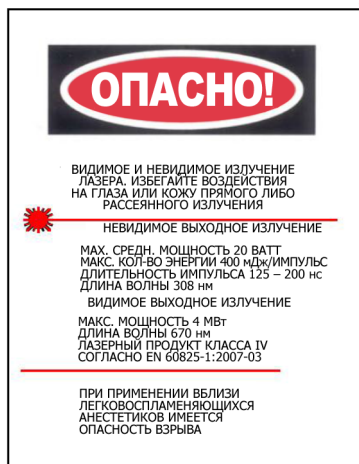 ОПАСНО!
ВИДИМОЕ И НЕВИДИМОЕ ИЗЛУЧЕНИЕ
ЛАЗЕРА. ИЗБЕГАЙТЕ ВОЗДЕЙСТВИЯ
НА ГЛАЗА ИЛИ КОЖУ ПРЯМОГО ЛИБО
РАССЕЯННОГО ИЗЛУЧЕНИЯ
НЕВИДИМОЕ ВЫХОДНОЕ ИЗЛУЧЕНИЕ
МАХ. СРЕДН. МОЩНОСТЬ 20 ВАТТ
МАКС. КОЛ-ВО ЭНЕРГИИ 400 мДж/ИМПУЛЬС
ДЛИТЕЛЬНОСТЬ ИМПУЛЬСА 125 – 200 нс
ДЛИНА ВОЛНЫ 308 нм
ВИДИМОЕ ВЫХОДНОЕ ИЗЛУЧЕНИЕ
МАКС. МОЩНОСТЬ 4 МВт
ДЛИНА ВОЛНЫ 670 нм
ЛАЗЕРНЫЙ ПРОДУКТ КЛАССА IV
СОГЛАСНО EN 60825-1:2007-03
ПРИ ПРИМЕНЕНИИ ВБЛИЗИ
ЛЕГКОВОСПЛАМЕНЯЮЩИХСЯ
АНЕСТЕТИКОВ ИМЕЕТСЯ
ОПАСНОСТЬ ВЗРЫВА